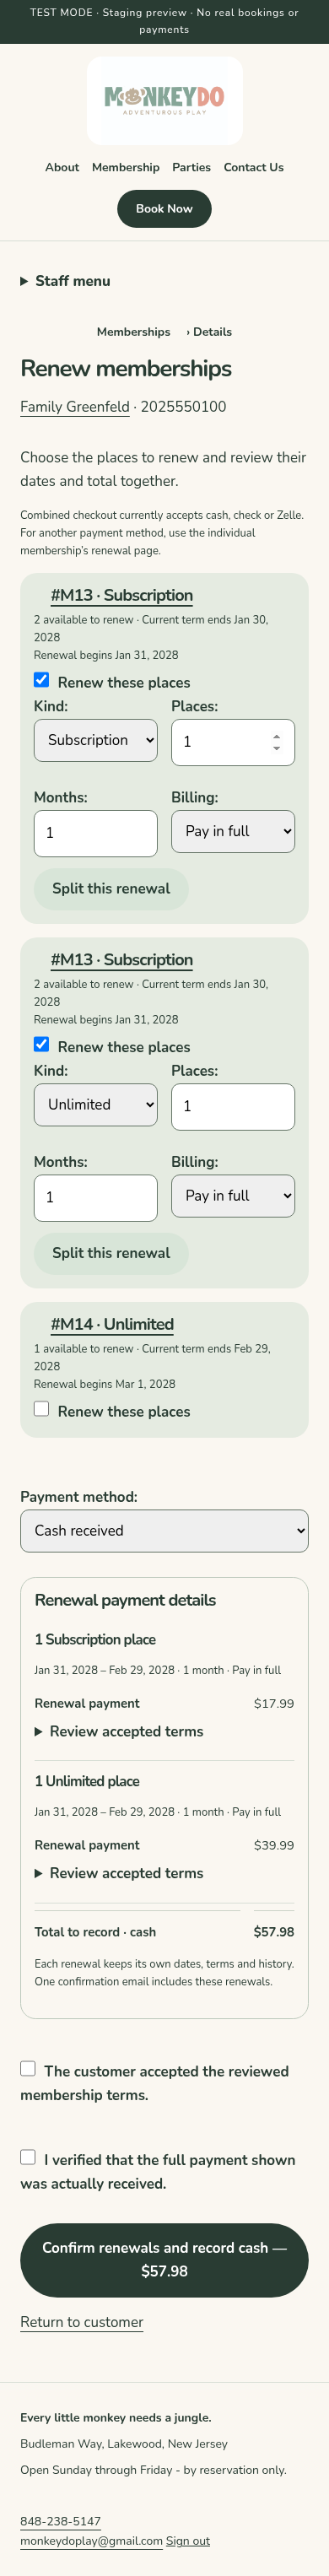 TEST MODE · Staging preview · No real bookings or
payments
MONKEYDO
ADVENTUROUS PLAY
About Membership Parties Contact Us
Book Now
Staff menu
Memberships › Details
Renew memberships
Family Greenfeld · 2025550100
Choose the places to renew and review their
dates and total together.
Combined checkout currently accepts cash, check or Zelle.
For another payment method, use the individual
membership's renewal page.
#M13 · Subscription
2 available to renew · Current term ends Jan 30,
2028
Renewal begins Jan 31, 2028
Renew these places
Kind: Places:
Subscription 1
Months: Billing:
1 Pay in full
Split this renewal
#M13 · Subscription
2 available to renew · Current term ends Jan 30,
2028
Renewal begins Jan 31, 2028
Renew these places
Kind: Places:
Unlimited 1
Months: Billing:
1 Pay in full
Split this renewal
#M14 · Unlimited
1 available to renew · Current term ends Feb 29,
2028
Renewal begins Mar 1, 2028
Renew these places
Payment method:
Cash received
Renewal payment details
1 Subscription place
Jan 31, 2028 – Feb 29, 2028 · 1 month · Pay in full
Renewal payment $17.99
Review accepted terms
1 Unlimited place
Jan 31, 2028 – Feb 29, 2028 · 1 month · Pay in full
Renewal payment $39.99
Review accepted terms
Total to record · cash $57.98
Each renewal keeps its own dates, terms and history.
One confirmation email includes these renewals.
The customer accepted the reviewed
membership terms.
I verified that the full payment shown
was actually received.
Confirm renewals and record cash —
$57.98
Return to customer
Every little monkey needs a jungle.
Budleman Way, Lakewood, New Jersey
Open Sunday through Friday - by reservation only.
848-238-5147
monkeydoplay@gmail.com Sign out